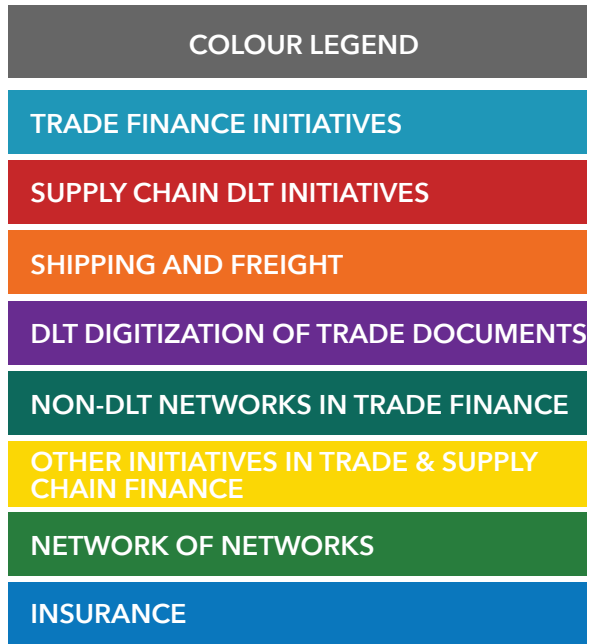 COLOUR LEGEND
TRADE FINANCE INITIATIVES
SUPPLY CHAIN DLT INITIATIVES
SHIPPING AND FREIGHT
DLT DIGITIZATION OF TRADE DOCUMENTS
NON-DLT NETWORKS IN TRADE FINANCE
OTHER INITIATIVES IN TRADE & SUPPLY
CHAIN FINANCE
NETWORK OF NETWORKS
INSURANCE